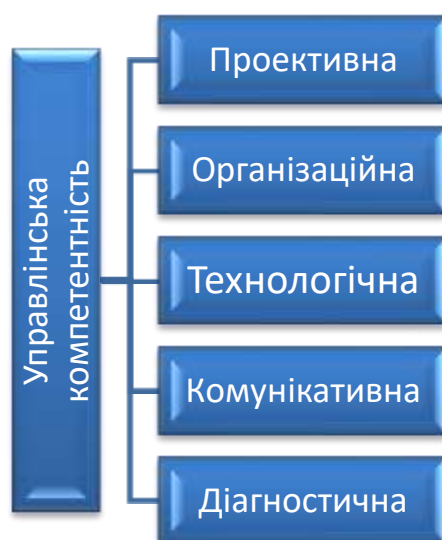 Управлінська
компетентність
Проективна
Організаційна
Технологічна
Комунікативна
Діагностична